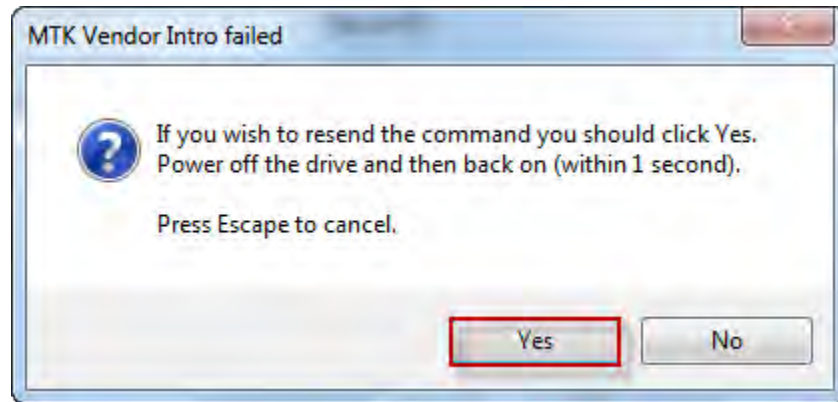 MTK Vendor Intro failed
If you wish to resend the command you should click Yes.
Power off the drive and then back on (within 1 second).
Press Escape to cancel.
Yes
No